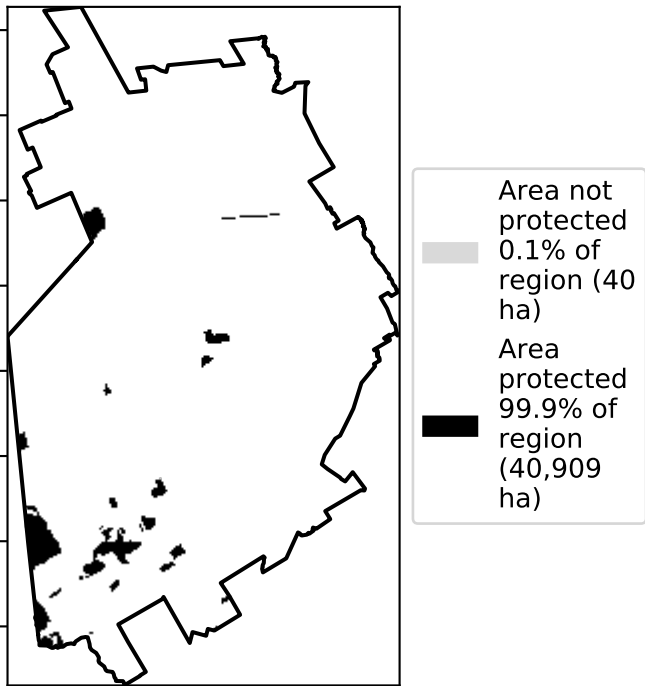 Area not
protected
0.1% of
region (40
ha)
Area
protected
99.9% of
region
(40,909
ha)